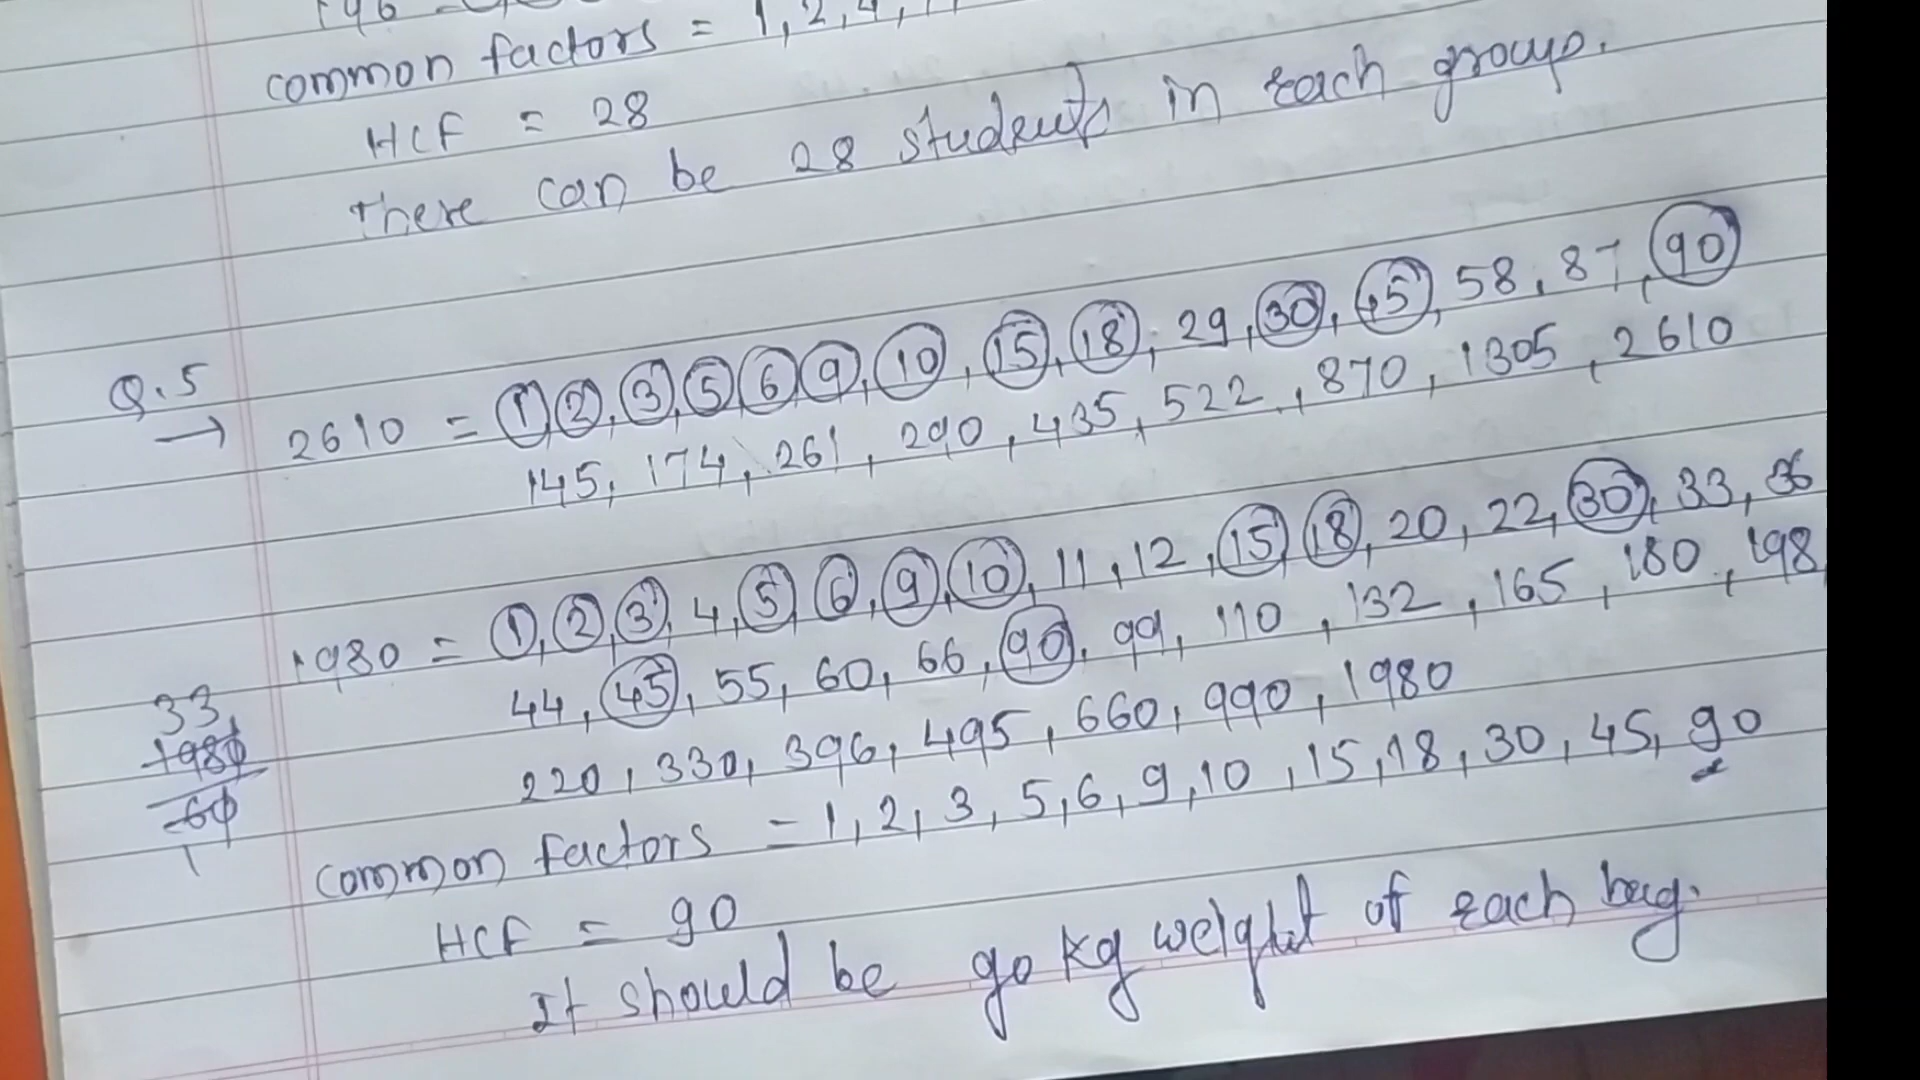 196
common factors = 1, 2, 4,
HCF = 28
There can be 28 students in each group.
Q.5
→ 2610 = 1, 2, 3, 5, 6, 9, 10, 15, 18, 29, 30, 45, 58, 87, 90
145, 174, 261, 290, 435, 522, 870, 1305, 2610
1980 = 1, 2, 3, 4, 5, 6, 9, 10, 11, 12, 15, 18, 20, 22, 30, 33, 36
44, 45, 55, 60, 66, 90, 99, 110, 132, 165, 180, 198,
220, 330, 396, 495, 660, 990, 1980
33
1980
60
1
common factors = 1, 2, 3, 5, 6, 9, 10, 15, 18, 30, 45, 90
HCF = 90
It should be 90 kg weight of each bag.